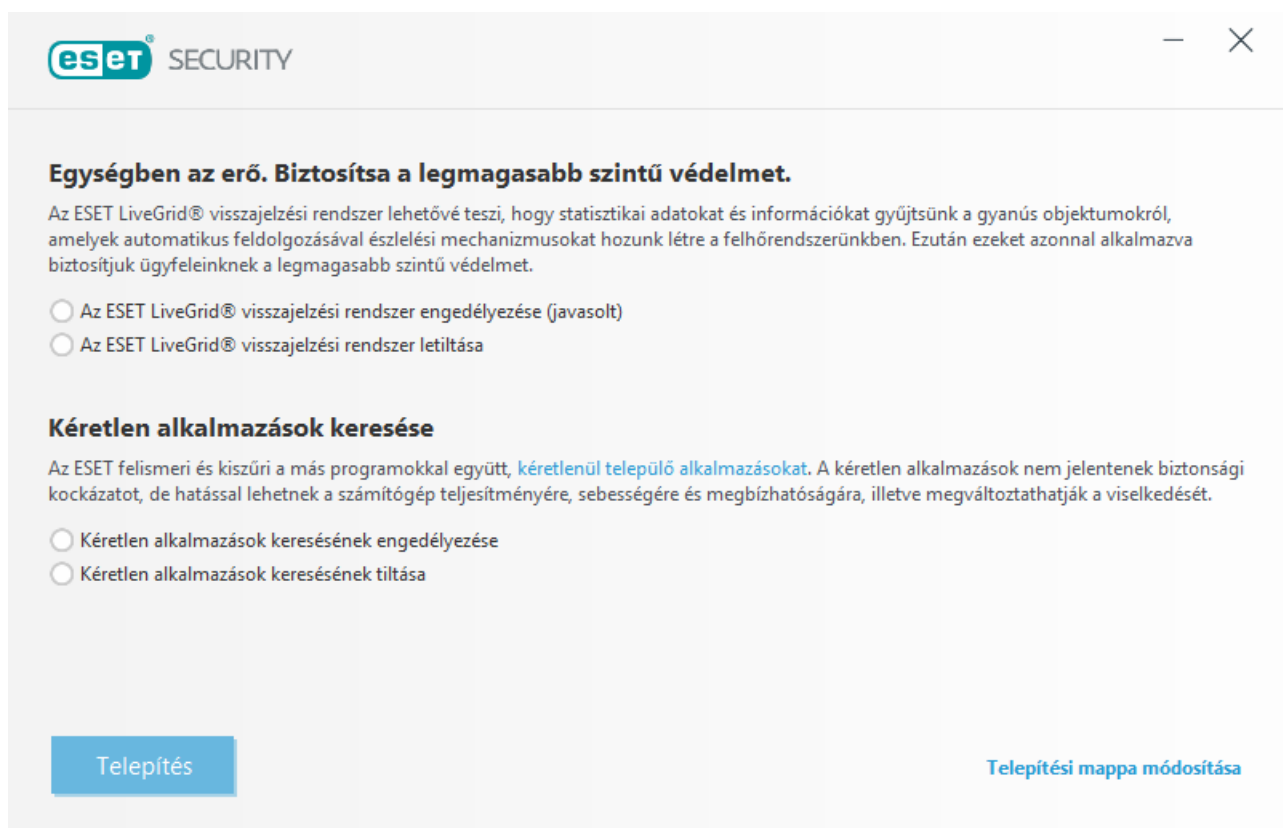 eset® SECURITY
Egységben az erő. Biztosítsa a legmagasabb szintű védelmet.
Az ESET LiveGrid® visszajelzési rendszer lehetővé teszi, hogy statisztikai adatokat és információkat gyűjtsünk a gyanús objektumokról,
amelyek automatikus feldolgozásával észlelési mechanizmusokat hozunk létre a felhőrendszerünkben. Ezután ezeket azonnal alkalmazva
biztosítjuk ügyfeleinknek a legmagasabb szintű védelmet.
Az ESET LiveGrid® visszajelzési rendszer engedélyezése (javasolt)
Az ESET LiveGrid® visszajelzési rendszer letiltása
Kéretlen alkalmazások keresése
Az ESET felismeri és kiszűri a más programokkal együtt, kéretlenül települő alkalmazásokat. A kéretlen alkalmazások nem jelentenek biztonsági
kockázatot, de hatással lehetnek a számítógép teljesítményére, sebességére és megbízhatóságára, illetve megváltoztathatják a viselkedését.
Kéretlen alkalmazások keresésének engedélyezése
Kéretlen alkalmazások keresésének tiltása
Telepítés
Telepítési mappa módosítása